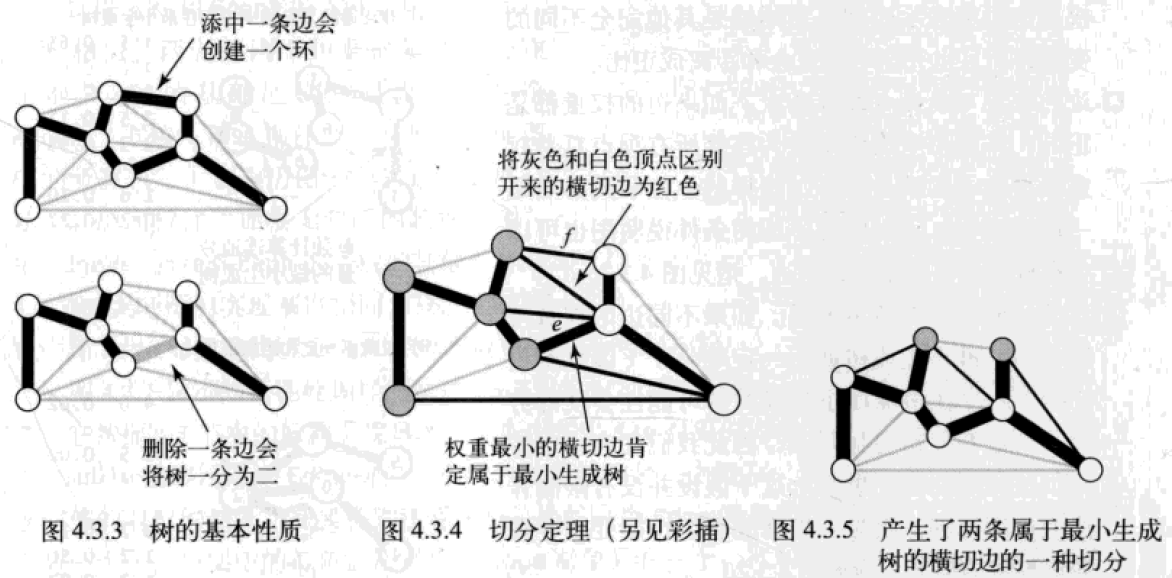 添中一条边会
创建一个环
删除一条边会
将树一分为二
图 4.3.3 树的基本性质
将灰色和白色顶点区别
开来的横切边为红色
f
e
权重最小的横切边肯
定属于最小生成树
图 4.3.4 切分定理（另见彩插）
图 4.3.5 产生了两条属于最小生成
树的横切边的一种切分